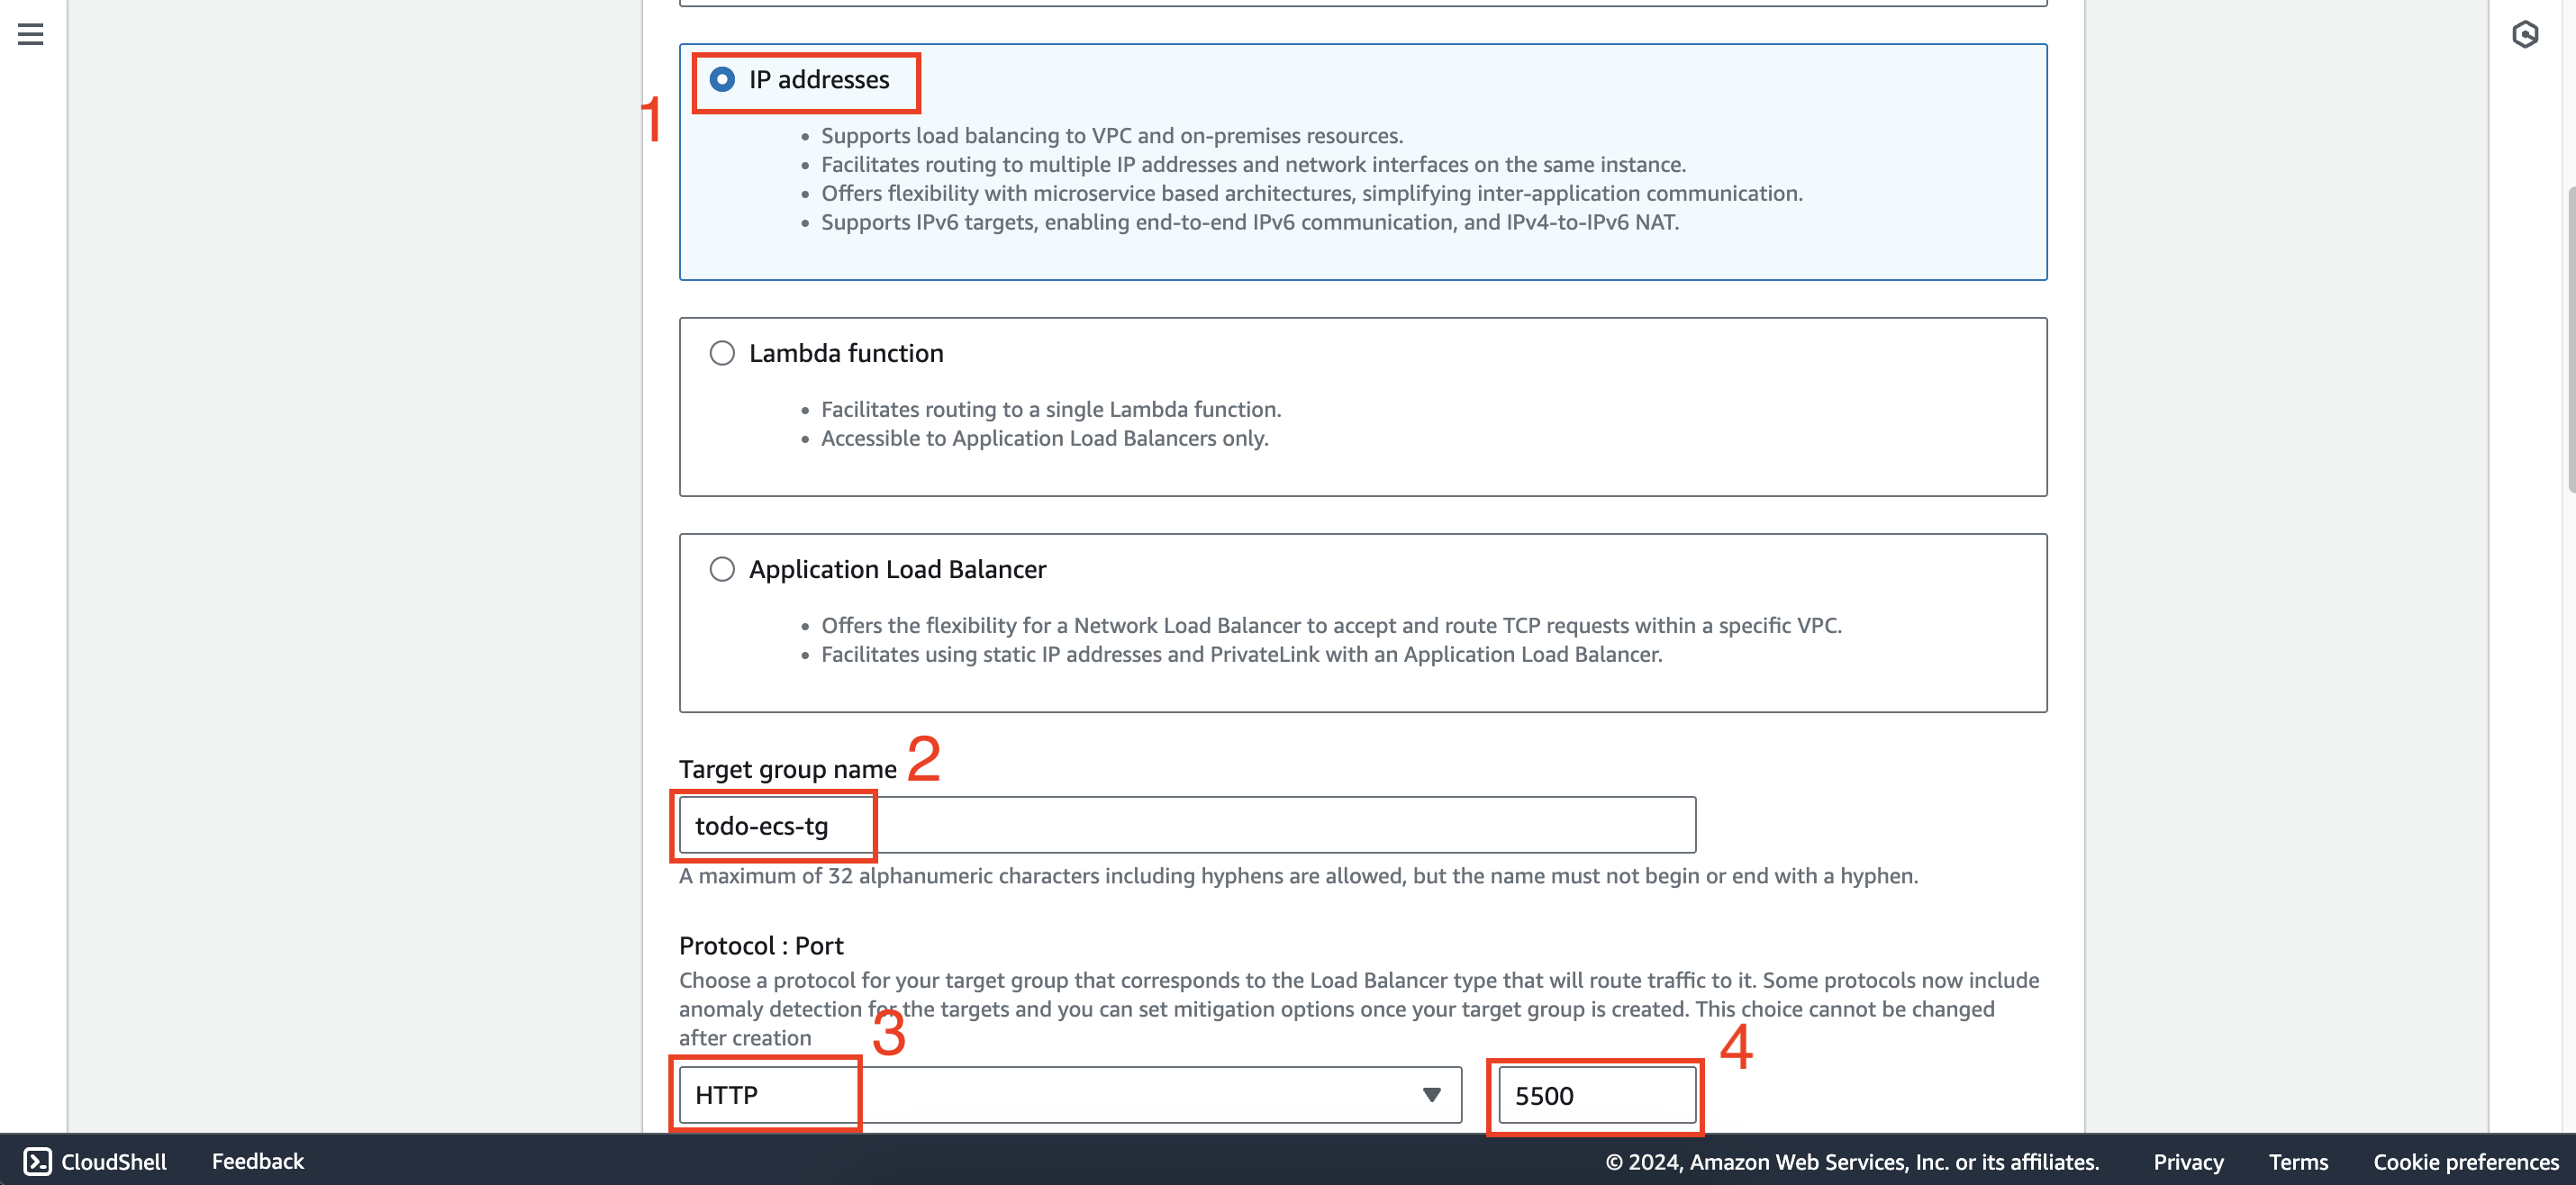 IP addresses
1
Supports load balancing to VPC and on-premises resources.
Facilitates routing to multiple IP addresses and network interfaces on the same instance.
Offers flexibility with microservice based architectures, simplifying inter-application communication.
Supports IPv6 targets, enabling end-to-end IPv6 communication, and IPv4-to-IPv6 NAT.
Lambda function
Facilitates routing to a single Lambda function.
Accessible to Application Load Balancers only.
Application Load Balancer
Offers the flexibility for a Network Load Balancer to accept and route TCP requests within a specific VPC.
Facilitates using static IP addresses and PrivateLink with an Application Load Balancer.
Target group name 2
todo-ecs-tg
A maximum of 32 alphanumeric characters including hyphens are allowed, but the name must not begin or end with a hyphen.
Protocol : Port
Choose a protocol for your target group that corresponds to the Load Balancer type that will route traffic to it. Some protocols now include
anomaly detection for the targets and you can set mitigation options once your target group is created. This choice cannot be changed
after creation
3
4
HTTP
5500
CloudShell
Feedback
© 2024, Amazon Web Services, Inc. or its affiliates.
Privacy
Terms
Cookie preferences